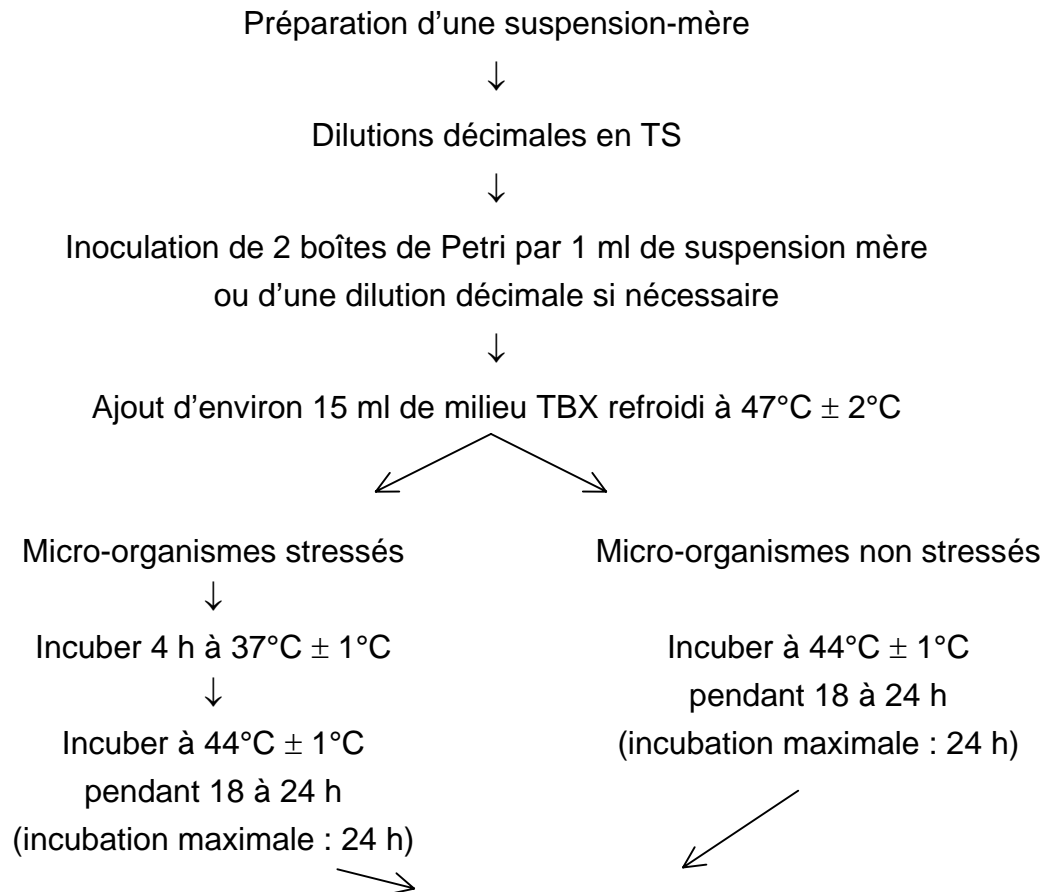 Préparation d’une suspension-mère
↓
Dilutions décimales en TS
↓
Inoculation de 2 boîtes de Petri par 1 ml de suspension mère
ou d’une dilution décimale si nécessaire
↓
Ajout d’environ 15 ml de milieu TBX refroidi à 47°C ± 2°C
Micro-organismes stressés
↓
Incuber 4 h à 37°C ± 1°C
↓
Incuber à 44°C ± 1°C
pendant 18 à 24 h
(incubation maximale : 24 h)
Micro-organismes non stressés
Incuber à 44°C ± 1°C
pendant 18 à 24 h
(incubation maximale : 24 h)